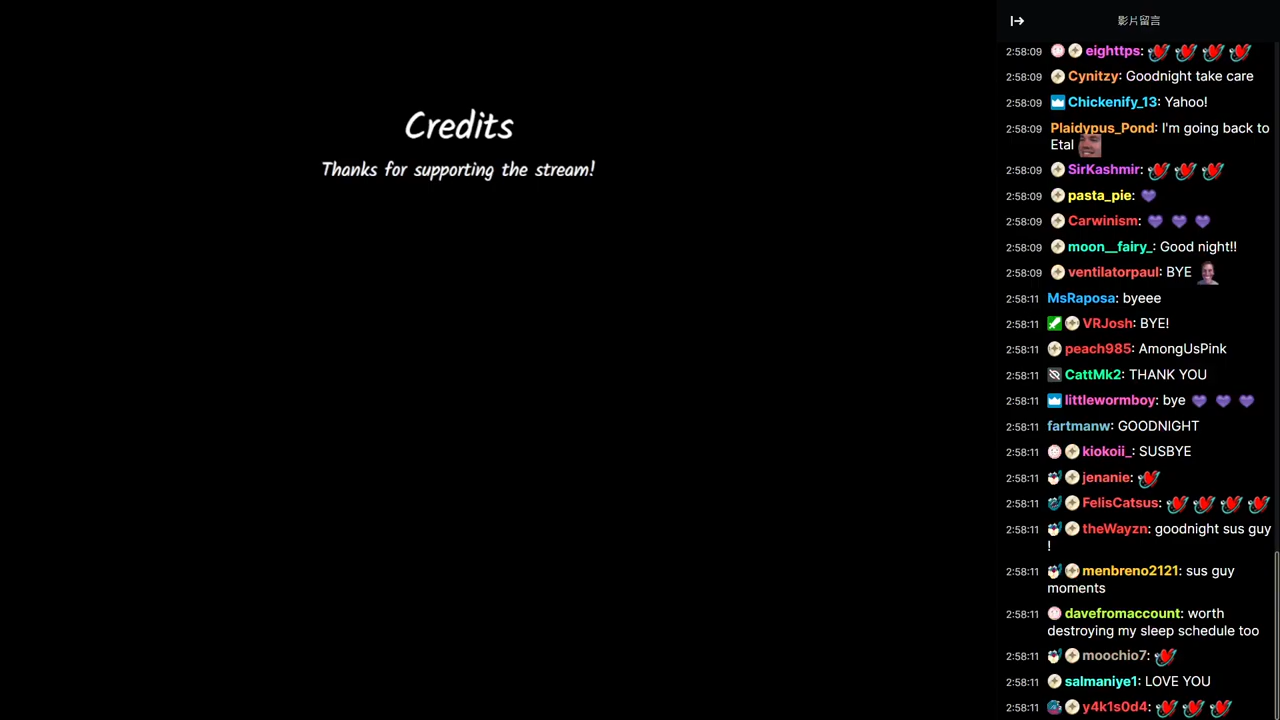 Credits
Thanks for supporting the stream!
影片留言
2:58:09 eighttps:
2:58:09 Cynitzy: Goodnight take care
2:58:09 Chickenify_13: Yahoo!
2:58:09 Plaidypus_Pond: I'm going back to
Etal
2:58:09 SirKashmir:
2:58:09 pasta_pie:
2:58:09 Carwinism:
2:58:09 moon__fairy_: Good night!!
2:58:09 ventilatorpaul: BYE
2:58:11 MsRaposa: byeee
2:58:11 VRJosh: BYE!
2:58:11 peach985: AmongUsPink
2:58:11 CattMk2: THANK YOU
2:58:11 littlewormboy: bye
2:58:11 fartmanw: GOODNIGHT
2:58:11 kiokoii_: SUSBYE
2:58:11 jenanie:
2:58:11 FelisCatsus:
2:58:11 theWayzn: goodnight sus guy
!
2:58:11 menbreno2121: sus guy
moments
2:58:11 davefromaccount: worth
destroying my sleep schedule too
2:58:11 moochio7:
2:58:11 salmaniye1: LOVE YOU
2:58:11 y4k1s0d4: